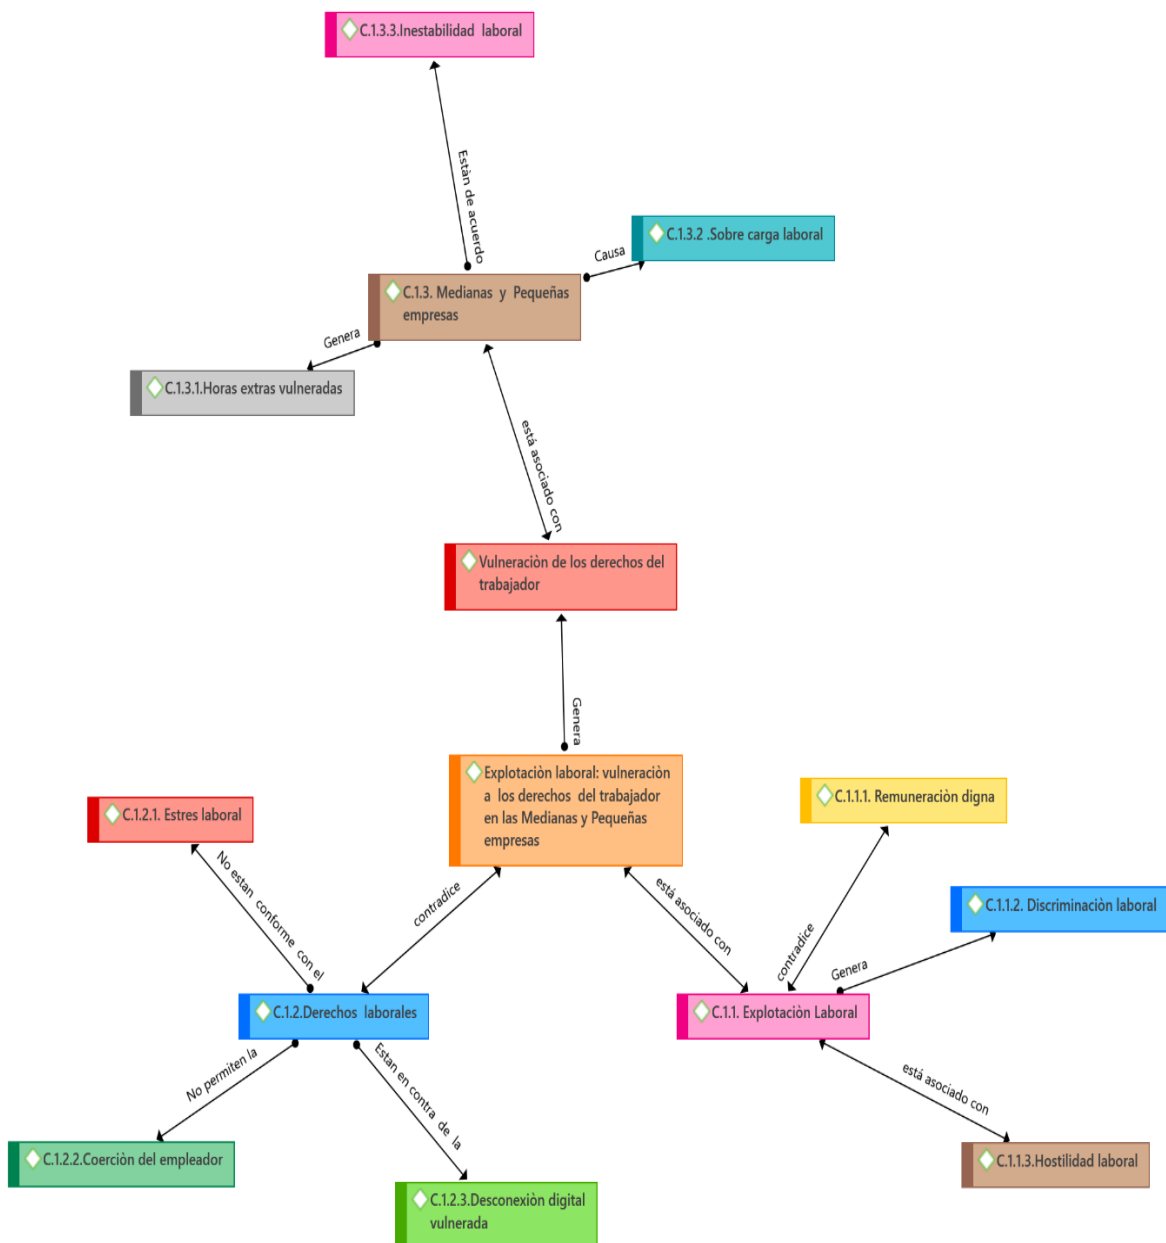 C.1.3.3.Inestabilidad laboral
Estàn de acuerdo
C.1.3.2 .Sobre carga laboral
Causa
C.1.3. Medianas y Pequeñas
empresas
Genera
C.1.3.1.Horas extras vulneradas
está asociado con
Vulneraciòn de los derechos del
trabajador
Genera
Explotaciòn laboral: vulneraciòn
a los derechos del trabajador
en las Medianas y Pequeñas
empresas
C.1.1.1. Remuneraciòn digna
C.1.2.1. Estres laboral
No estan conforme con el
contradice
está asociado con
contradice
C.1.1.2. Discriminaciòn laboral
Genera
C.1.2.Derechos laborales
C.1.1. Explotaciòn Laboral
No permiten la
Estan en contra de la
está asociado con
C.1.2.2.Coerciòn del empleador
C.1.1.3.Hostilidad laboral
C.1.2.3.Desconexiòn digital
vulnerada